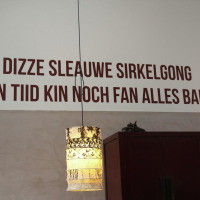 DIZZE SLEAUWE SIRKELGONG
N TIID KIN NOCH FAN ALLES BA